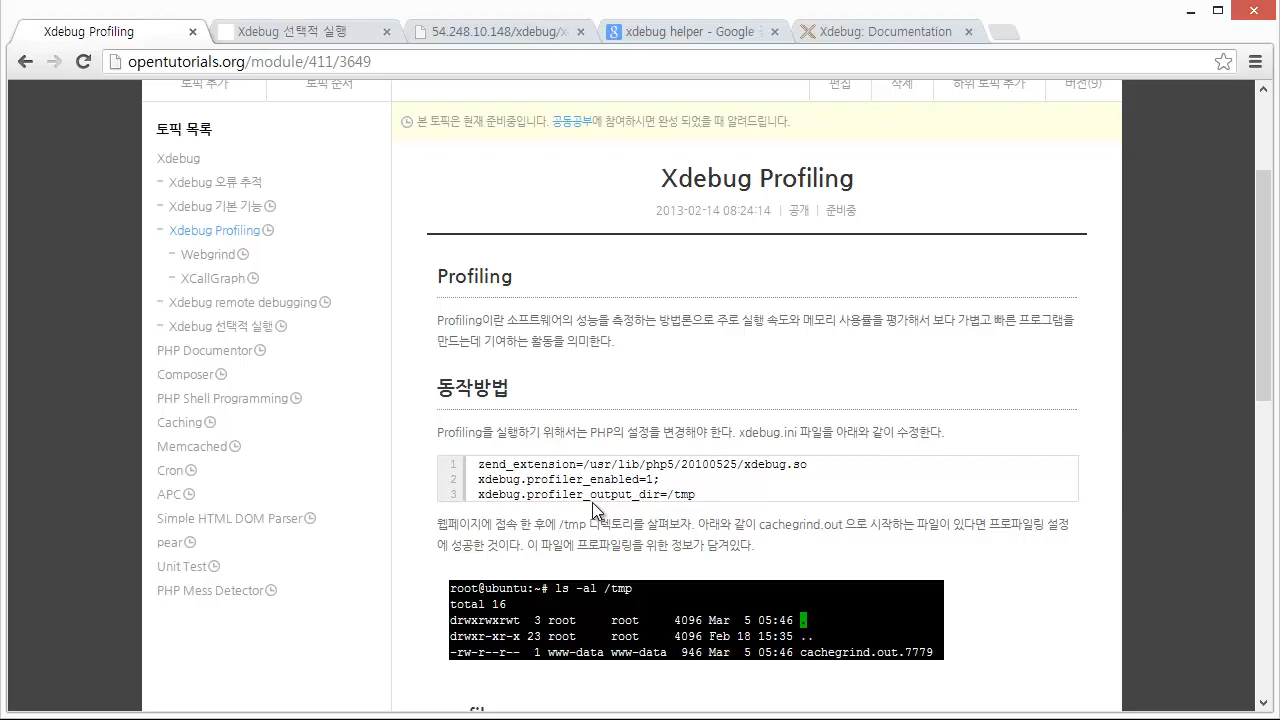 Xdebug Profiling
Xdebug 선택적 실행
54.248.10.148/xdebug/
xdebug helper - Google
Xdebug: Documentation
opentutorials.org/module/411/3649
토픽 추가
토픽 순서
편집
삭제
하위 토픽 추가
버전(9)
본 토픽은 현재 준비중입니다. 공동공부에 참여하시면 완성 되었을 때 알려드립니다.
토픽 목록
Xdebug
- Xdebug 오류 추적
- Xdebug 기본 기능
- Xdebug Profiling
- Webgrind
- XCallGraph
- Xdebug remote debugging
- Xdebug 선택적 실행
PHP Documentor
Composer
PHP Shell Programming
Caching
Memcached
Cron
APC
Simple HTML DOM Parser
pear
Unit Test
PHP Mess Detector
Xdebug Profiling
2013-02-14 08:24:14 | 공개 | 준비중
Profiling
Profiling이란 소프트웨어의 성능을 측정하는 방법론으로 주로 실행 속도와 메모리 사용률을 평가해서 보다 가볍고 빠른 프로그램을
만드는데 기여하는 활동을 의미한다.
동작방법
Profiling을 실행하기 위해서는 PHP의 설정을 변경해야 한다. xdebug.ini 파일을 아래와 같이 수정한다.
1 zend_extension=/usr/lib/php5/20100525/xdebug.so
2 xdebug.profiler_enabled=1;
3 xdebug.profiler_output_dir=/tmp
웹페이지에 접속 한 후에 /tmp 디렉토리를 살펴보자. 아래와 같이 cachegrind.out 으로 시작하는 파일이 있다면 프로파일링 설정
에 성공한 것이다. 이 파일에 프로파일링을 위한 정보가 담겨있다.
root@ubuntu:~# ls -al /tmp
total 16
drwxrwxrwt 3 root root 4096 Mar 5 05:46 .
drwxr-xr-x 23 root root 4096 Feb 18 15:35 ..
-rw-r--r-- 1 www-data www-data 946 Mar 5 05:46 cachegrind.out.7779